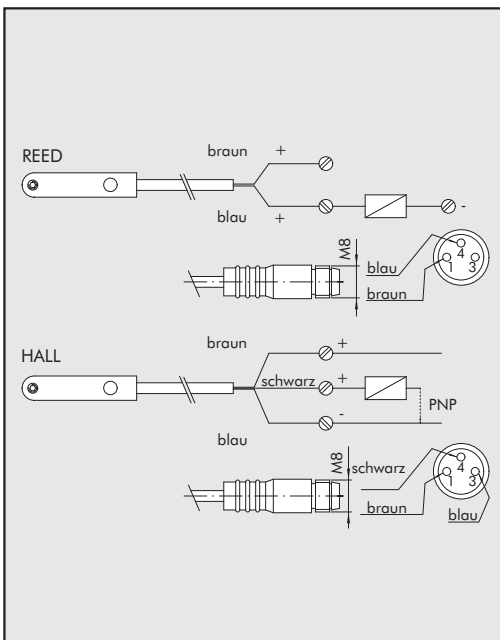 braun +
REED
blau + -
M8
4
blau
1 3
braun
braun +
HALL
schwarz +
PNP
-
blau
M8
schwarz
4
1 3
braun blau